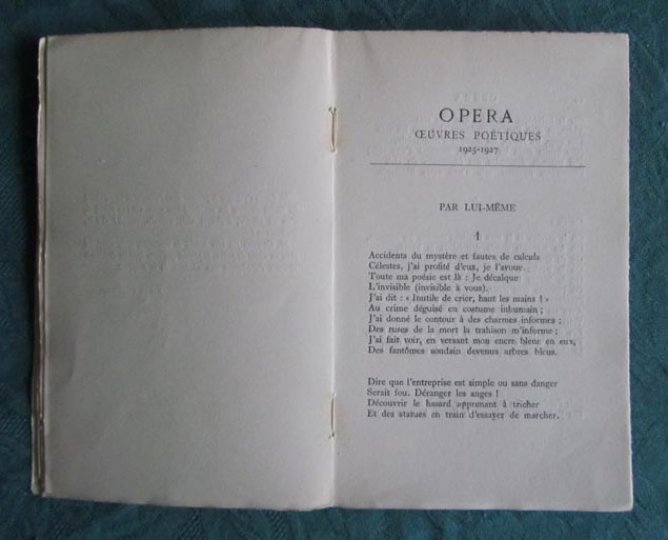 OPERA
ŒUVRES POÉTIQUES
1925-1927
PAR LUI-MÊME
1
Accidents du mystère et fautes de calculs
Célestes, j'ai profité d'eux, je l'avoue.
Toute ma poésie est là : Je décalque
L'invisible (invisible à vous).
J'ai dit : « Inutile de crier, haut les mains ! »
Au crime déguisé en costume inhumain ;
J'ai donné le contour à des charmes informes ;
Des ruses de la mort la trahison m'informe ;
J'ai fait voir, en versant mon encre bleue en eux,
Des fantômes soudain devenus arbres bleus.
Dire que l'entreprise est simple ou sans danger
Serait fou. Déranger les anges !
Découvrir le hasard apprenant à tricher
Et des statues en train d'essayer de marcher.